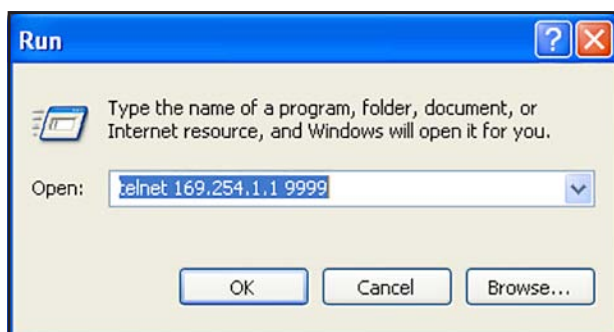 Run
Type the name of a program, folder, document, or
Internet resource, and Windows will open it for you.
Open: telnet 169.254.1.1 9999
OK Cancel Browse...